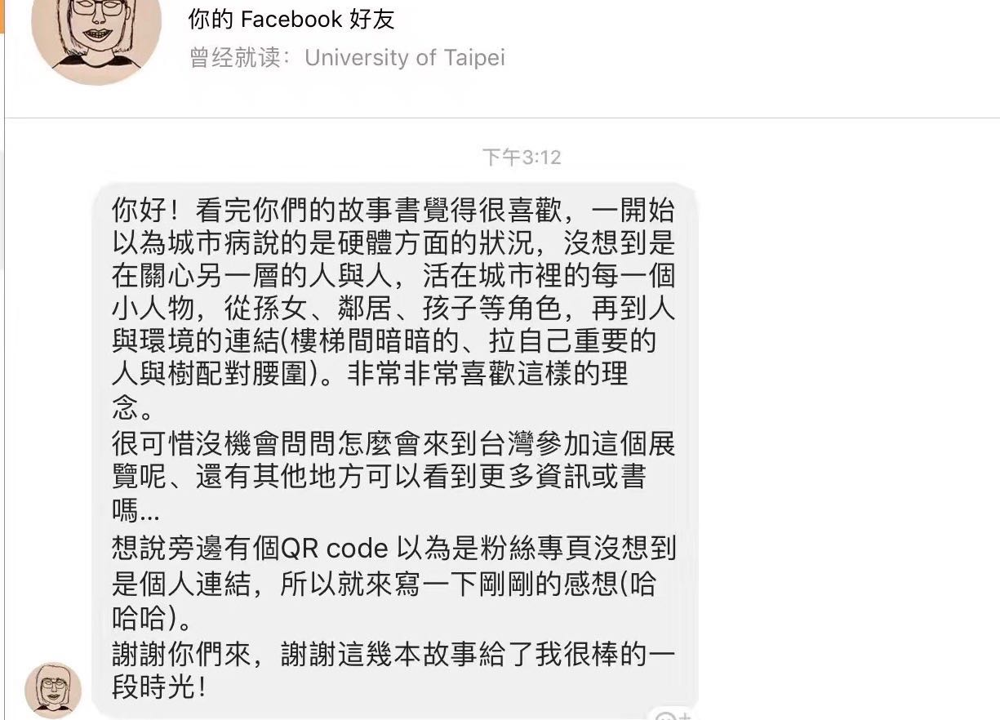 你的 Facebook 好友
曾经就读：University of Taipei
下午3:12
你好！看完你們的故事書覺得很喜歡，一開始
以為城市病說的是硬體方面的狀況，沒想到是
在關心另一層的人與人，活在城市裡的每一個
小人物，從孫女、鄰居、孩子等角色，再到人
與環境的連結(樓梯間暗暗的、拉自己重要的
人與樹配對腰圍)。非常非常喜歡這樣的理
念。
很可惜沒機會問問怎麼會來到台灣參加這個展
覽呢、還有其他地方可以看到更多資訊或書
嗎...
想說旁邊有個QR code 以為是粉絲專頁沒想到
是個人連結，所以就來寫一下剛剛的感想(哈
哈哈)。
謝謝你們來，謝謝這幾本故事給了我很棒的一
段時光！